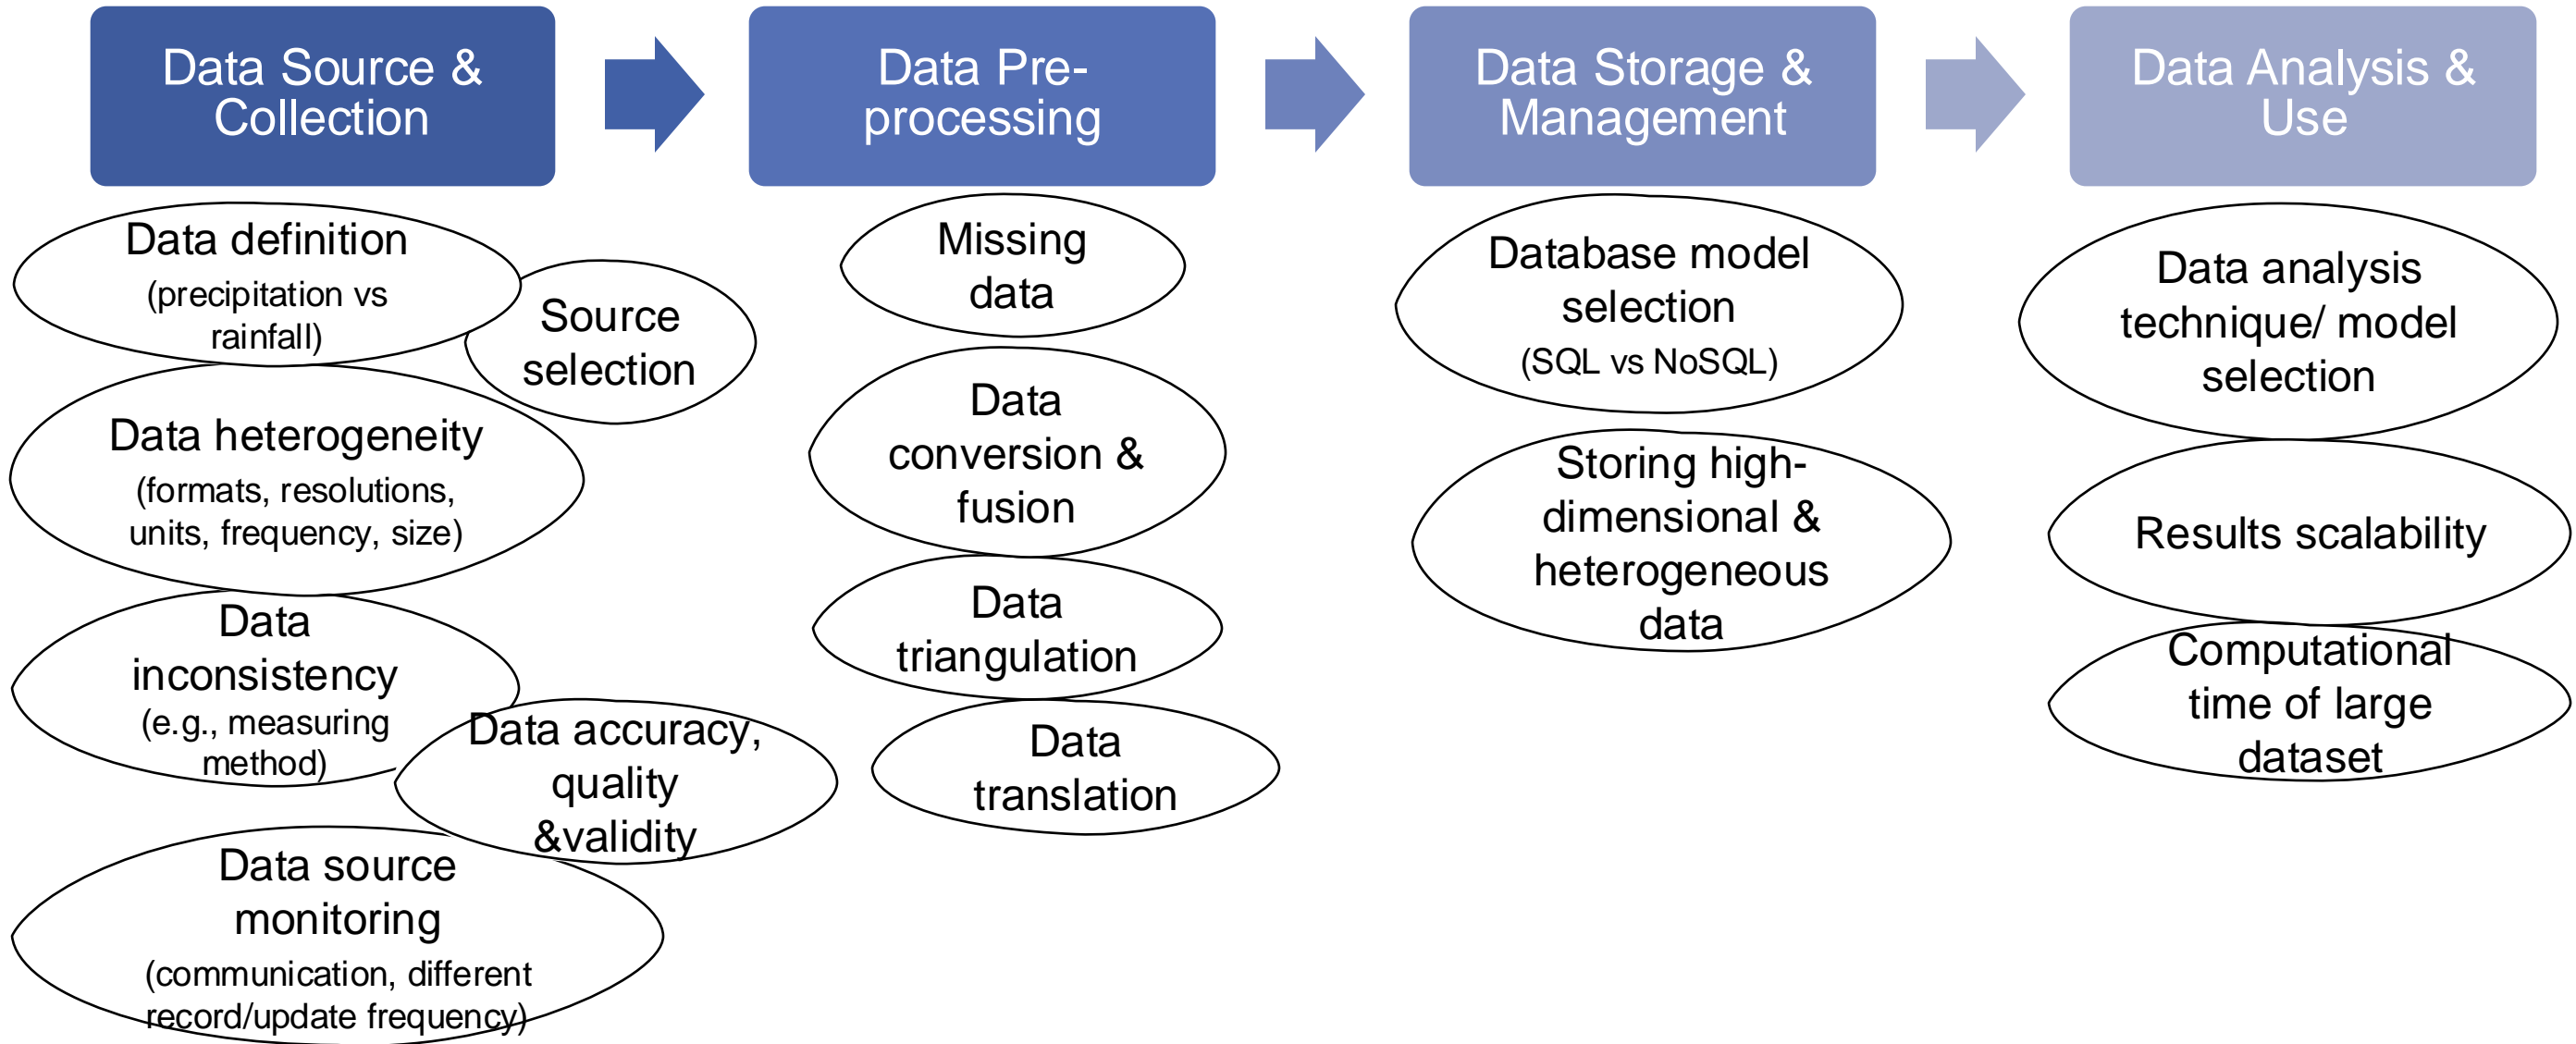 Data Source &
Collection
Data Pre-
processing
Data Storage &
Management
Data Analysis &
Use
Data definition
(precipitation vs
rainfall)
Source
selection
Data heterogeneity
(formats, resolutions,
units, frequency, size)
Data
inconsistency
(e.g., measuring
method)
Data accuracy,
quality
&validity
Data source
monitoring
(communication, different
record/update frequency)
Missing
data
Data
conversion &
fusion
Data
triangulation
Data
translation
Database model
selection
(SQL vs NoSQL)
Storing high-
dimensional &
heterogeneous
data
Data analysis
technique/ model
selection
Results scalability
Computational
time of large
dataset